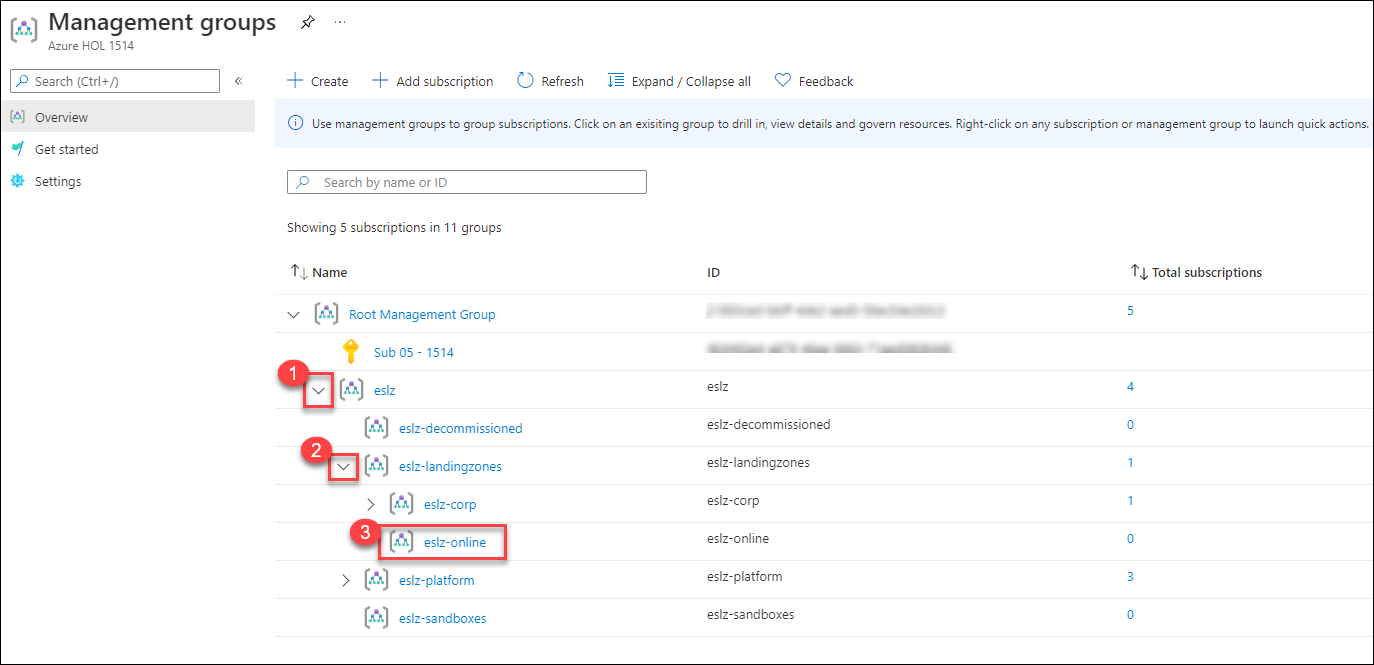 Management groups ...
Azure HOL 1514
Search (Ctrl+/) «
Overview
Get started
Settings
Create Add subscription Refresh Expand / Collapse all Feedback
Use management groups to group subscriptions. Click on an exisiting group to drill in, view details and govern resources. Right-click on any subscription or management group to launch quick actions.
Search by name or ID
Showing 5 subscriptions in 11 groups
Name ID Total subscriptions
Root Management Group 5
Sub 05 - 1514
1 eslz eslz 4
eslz-decommissioned eslz-decommissioned 0
2 eslz-landingzones eslz-landingzones 1
eslz-corp eslz-corp 1
3 eslz-online eslz-online 0
eslz-platform eslz-platform 3
eslz-sandboxes eslz-sandboxes 0